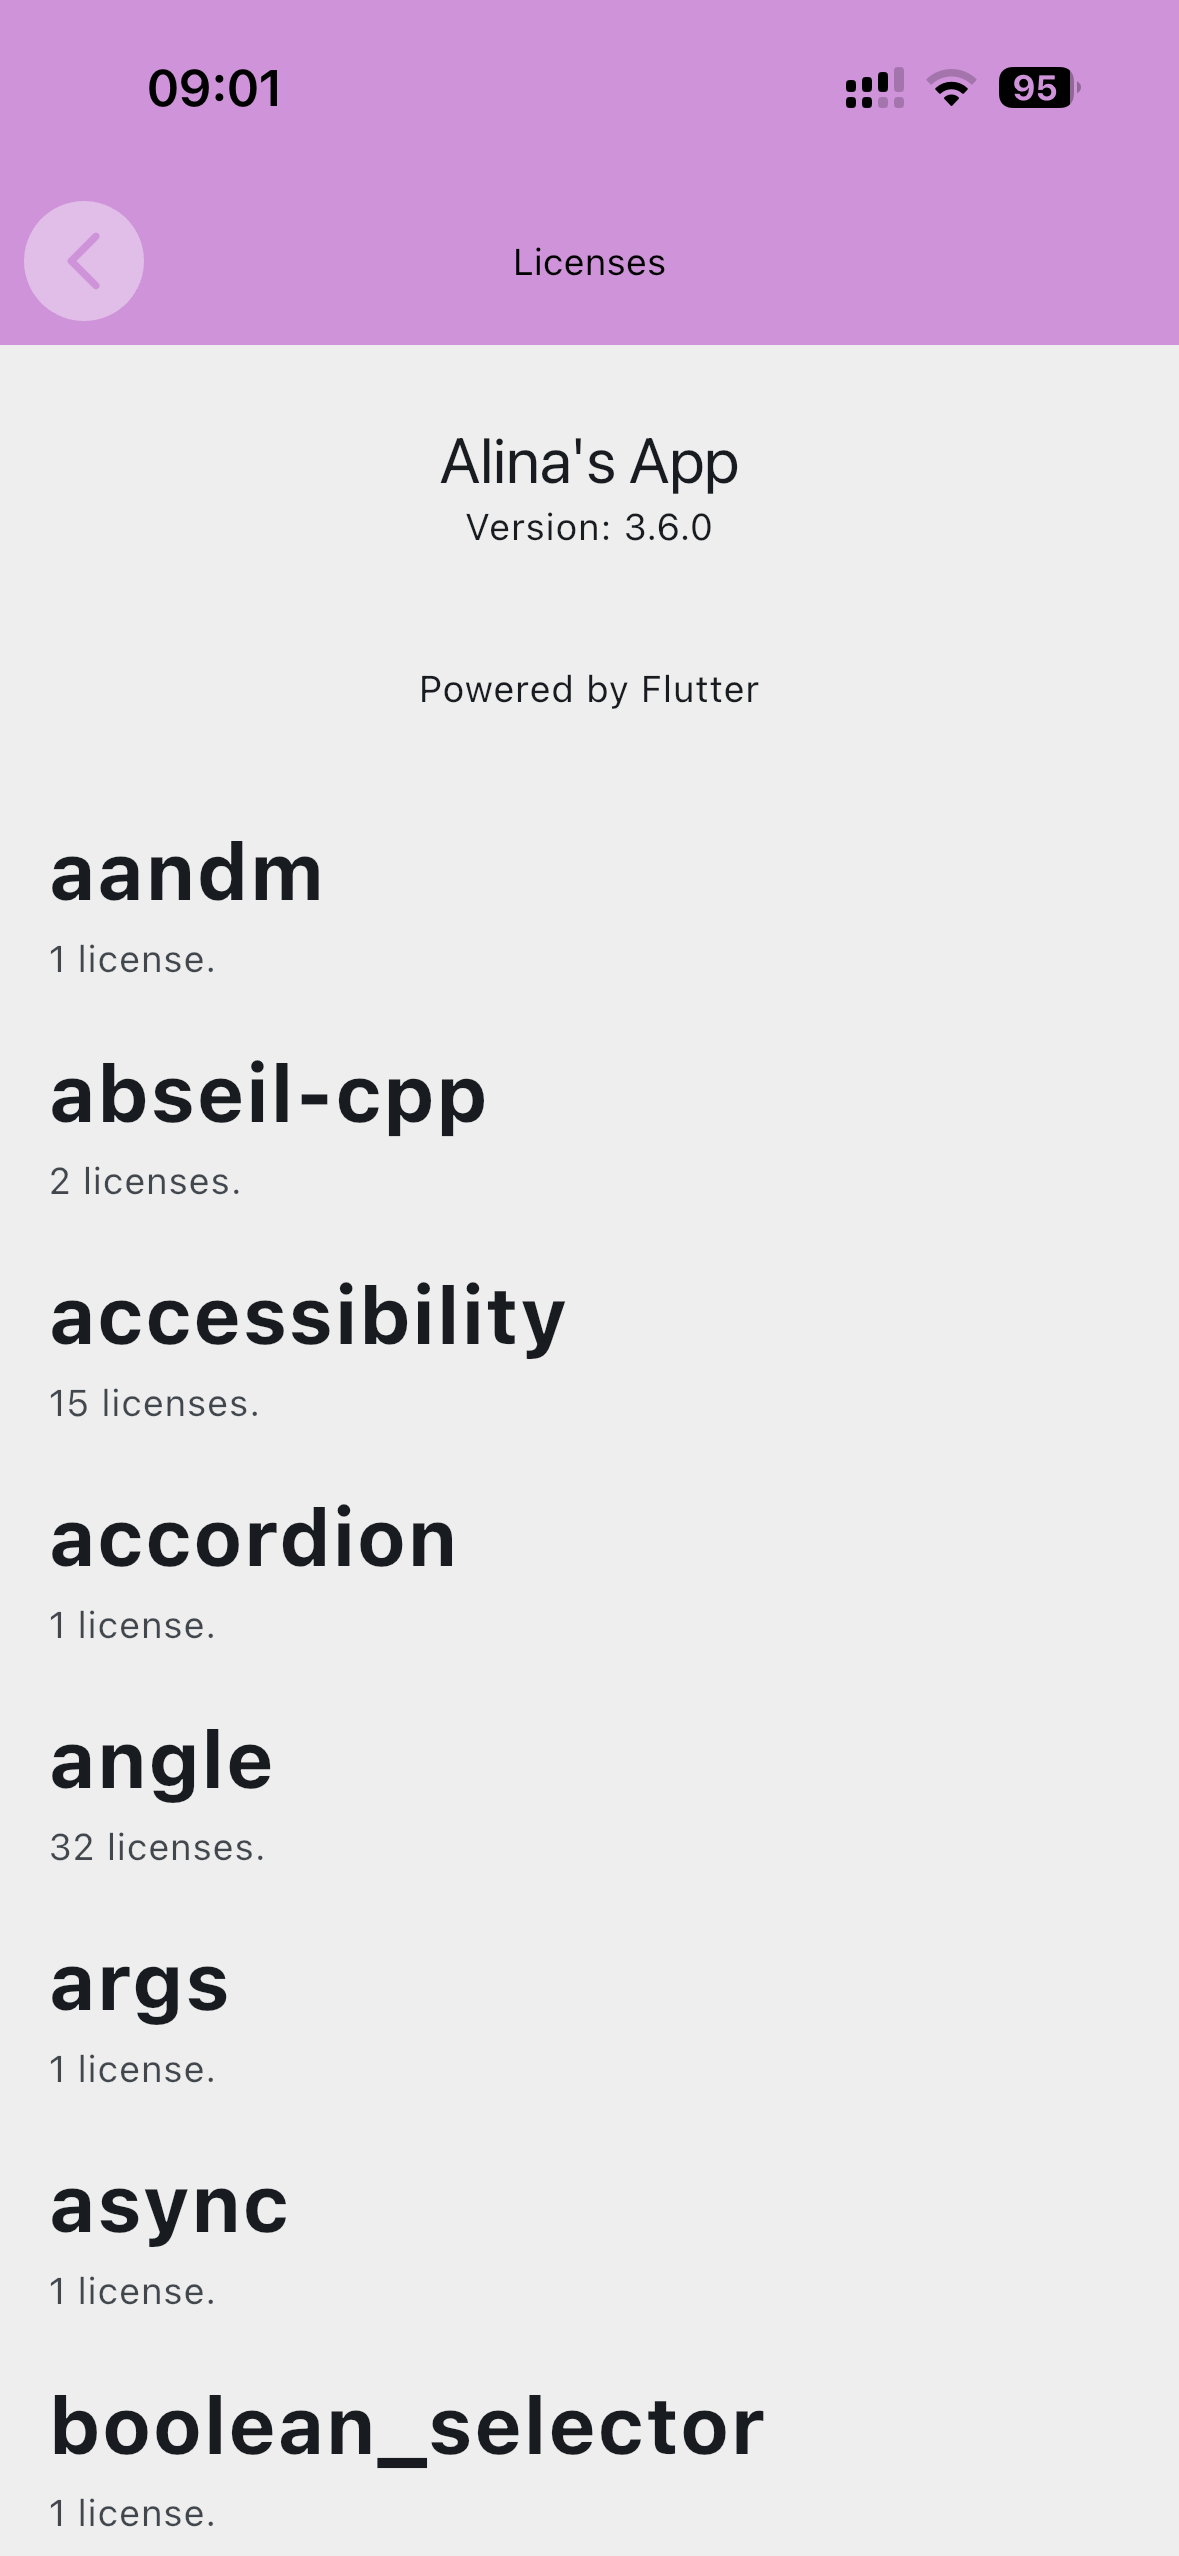 09:01
95
Licenses
Alina's App
Version: 3.6.0
Powered by Flutter
aandm
1 license.
abseil-cpp
2 licenses.
accessibility
15 licenses.
accordion
1 license.
angle
32 licenses.
args
1 license.
async
1 license.
boolean_selector
1 license.